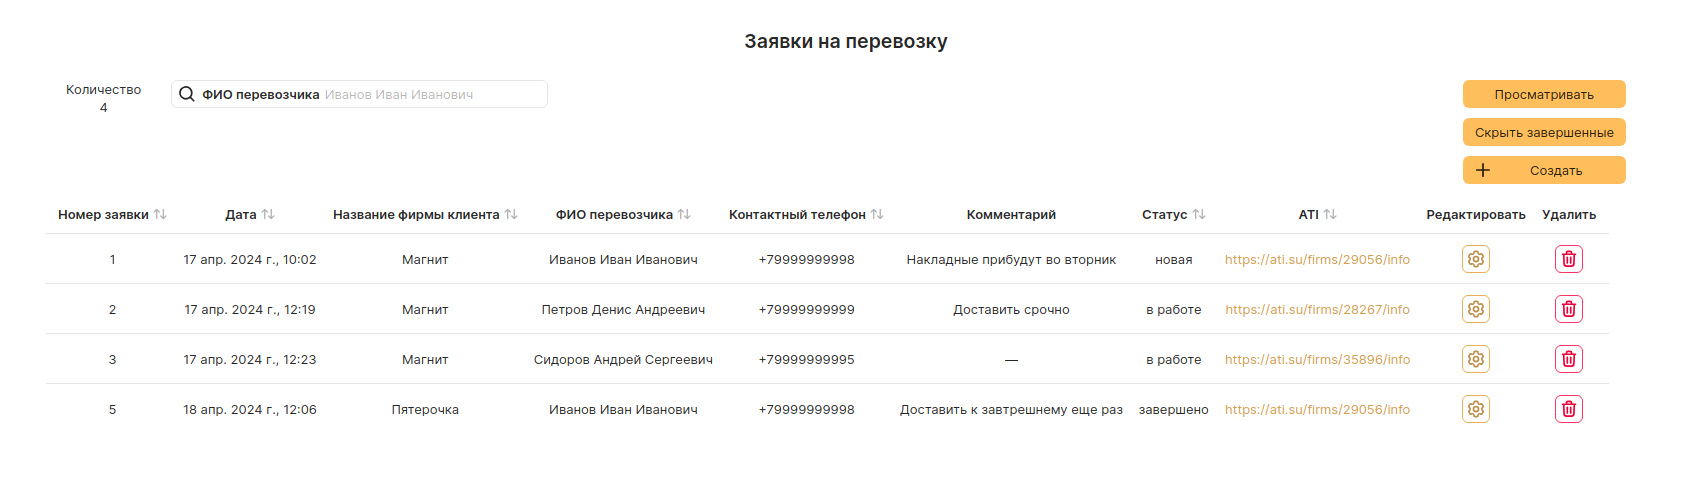 Заявки на перевозку
Количество
4
ФИО перевозчика Иванов Иван Иванович
Просматривать
Скрыть завершенные
Создать
Номер заявки Дата Название фирмы клиента ФИО перевозчика Контактный телефон Комментарий Статус ATI Редактировать Удалить
1 17 апр. 2024 г., 10:02 Магнит Иванов Иван Иванович +79999999998 Накладные прибудут во вторник новая https://ati.su/firms/29056/info
2 17 апр. 2024 г., 12:19 Магнит Петров Денис Андреевич +79999999999 Доставить срочно в работе https://ati.su/firms/28267/info
3 17 апр. 2024 г., 12:23 Магнит Сидоров Андрей Сергеевич +79999999995 — в работе https://ati.su/firms/35896/info
5 18 апр. 2024 г., 12:06 Пятерочка Иванов Иван Иванович +79999999998 Доставить к завтрешнему еще раз завершено https://ati.su/firms/29056/info